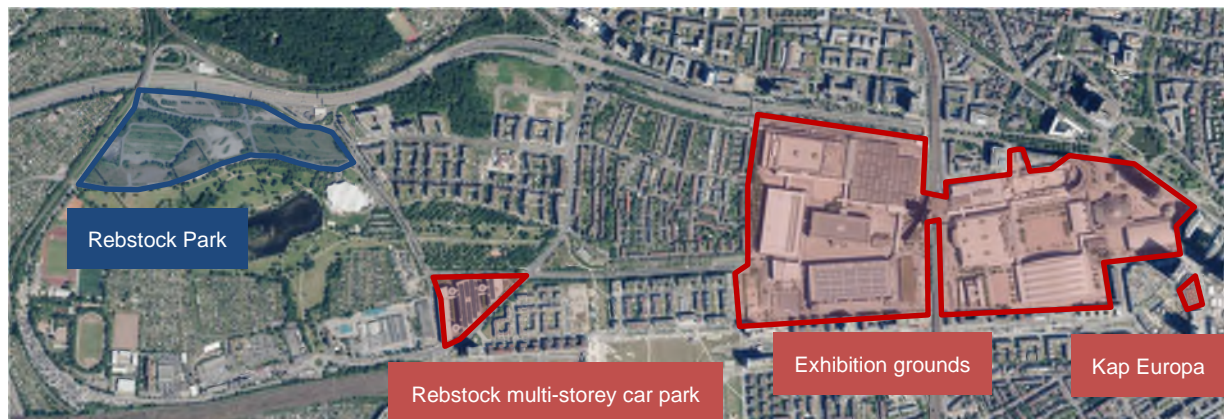 Rebstock Park
Exhibition grounds
Kap Europa
Rebstock multi-storey car park